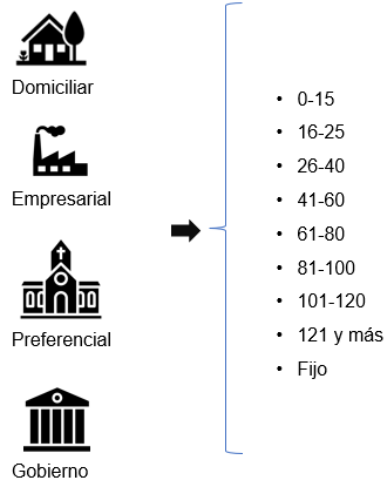 Domiciliar
Empresarial
Preferencial
Gobierno
• 0-15
• 16-25
• 26-40
• 41-60
• 61-80
• 81-100
• 101-120
• 121 y más
• Fijo